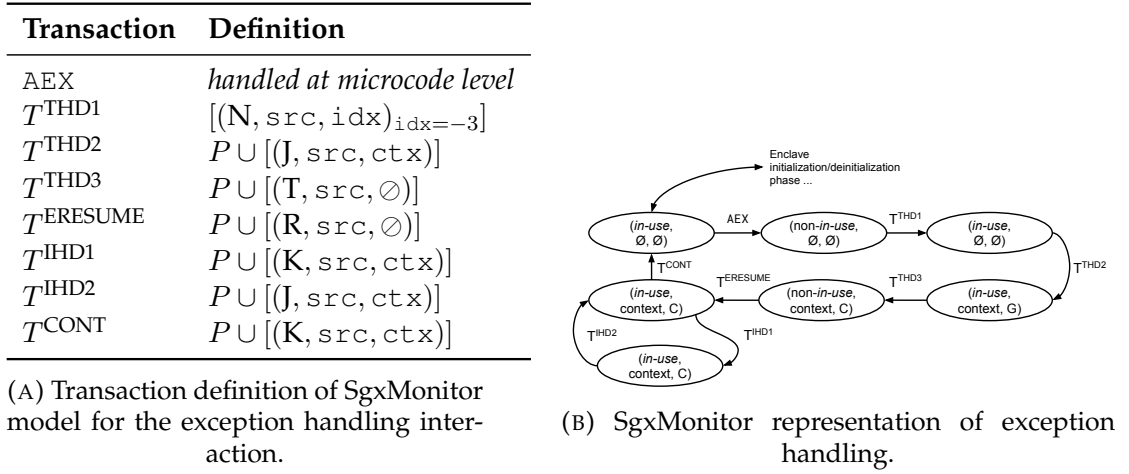 Transaction Definition
AEX handled at microcode level
T^THD1 [(N, src, idx)_idx=−3]
T^THD2 P ∪ [(J, src, ctx)]
T^THD3 P ∪ [(T, src, ∅)]
T^ERESUME P ∪ [(R, src, ∅)]
T^IHD1 P ∪ [(K, src, ctx)]
T^IHD2 P ∪ [(J, src, ctx)]
T^CONT P ∪ [(K, src, ctx)]
(A) Transaction definition of SgxMonitor
model for the exception handling inter-
action.
Enclave
initialization/deinitialization
phase ...
(in-use,
Ø, Ø)
AEX
(non-in-use,
Ø, Ø)
T^THD1
(in-use,
Ø, Ø)
T^THD2
T^CONT
(in-use,
context, C)
T^ERESUME
(non-in-use,
context, C)
T^THD3
(in-use,
context, G)
T^IHD2
T^IHD1
(in-use,
context, C)
(B) SgxMonitor representation of exception
handling.